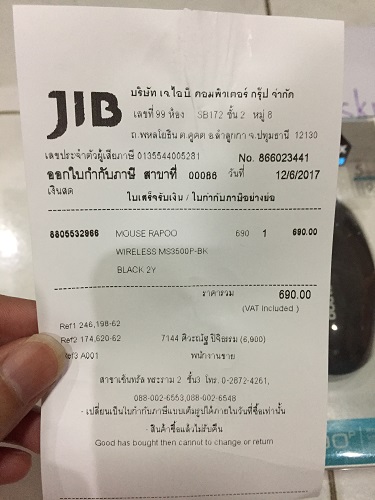 JIB
บริษัท เจ.ไอ.บี คอมพิวเตอร์ กรุ๊ป จำกัด
เลขที่ 99 ห้อง SB172 ชั้น 2 หมู่ 8
ถ.พหลโยธิน ต.คูคต อ.ลำลูกกา จ.ปทุมธานี 12130
เลขประจำตัวผู้เสียภาษี 0135544005281 No. 866023441
ออกใบกำกับภาษี สาขาที่ 00086 วันที่ 12/6/2017
เงินสด
ใบเสร็จรับเงิน / ใบกำกับภาษีอย่างย่อ
8805532966 MOUSE RAPOO 690 1 690.00
WIRELESS MS3500P-BK
BLACK 2Y
ราคารวม 690.00
(VAT Included )
Ref1 246,198-62
Ref2 174,620-62 7144 ศิวะณัฐ ปิจิธรรม (6,900)
Ref3 A001 พนักงานขาย
สาขาเซ็นทรัล พระราม 2 ชั้น3 โทร. 0-2872-4261,
088-002-6553,088-002-6548
- เปลี่ยนเป็นใบกำกับภาษีแบบเต็มรูปได้ภายในวันที่ซื้อเท่านั้น
สินค้าซื้อแล้วไม่รับคืน
Good has bought then cannot to change or return